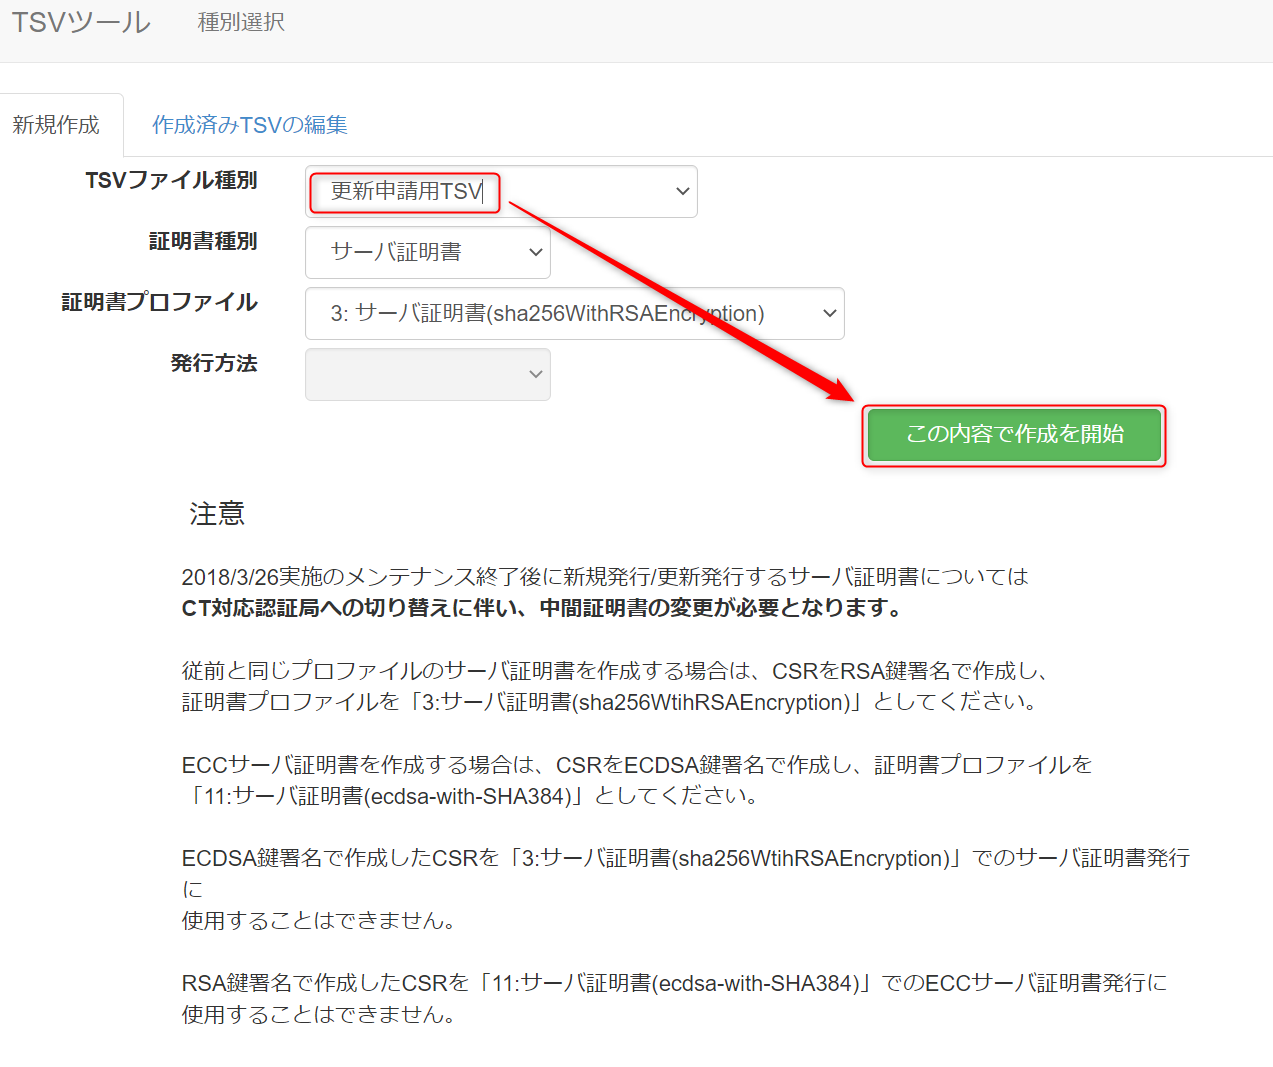 TSVツール 種別選択
新規作成 作成済みTSVの編集
TSVファイル種別 更新申請用TSV
証明書種別 サーバ証明書
証明書プロファイル 3: サーバ証明書(sha256WithRSAEncryption)
発行方法
この内容で作成を開始
注意
2018/3/26実施のメンテナンス終了後に新規発行/更新発行するサーバ証明書については
CT対応認証局への切り替えに伴い、中間証明書の変更が必要となります。
従前と同じプロファイルのサーバ証明書を作成する場合は、CSRをRSA鍵署名で作成し、
証明書プロファイルを「3:サーバ証明書(sha256WtihRSAEncryption)」としてください。
ECCサーバ証明書を作成する場合は、CSRをECDSA鍵署名で作成し、証明書プロファイルを
「11:サーバ証明書(ecdsa-with-SHA384)」としてください。
ECDSA鍵署名で作成したCSRを「3:サーバ証明書(sha256WtihRSAEncryption)」でのサーバ証明書発行
に
使用することはできません。
RSA鍵署名で作成したCSRを「11:サーバ証明書(ecdsa-with-SHA384)」でのECCサーバ証明書発行に
使用することはできません。